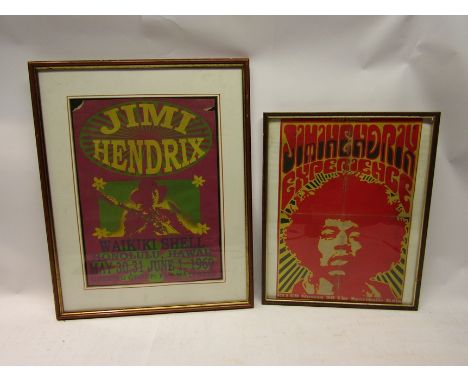 JIMI
HENDRIX
WAIKIKI SHELL
HONOLULU, HAWAII
MAY 30, 31 JUNE 1, 1969
JIMI HENDRIX
EXPERIENCE